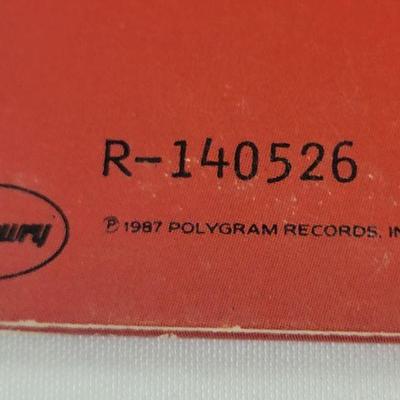 R-140526
℗ 1987 POLYGRAM RECORDS, IN